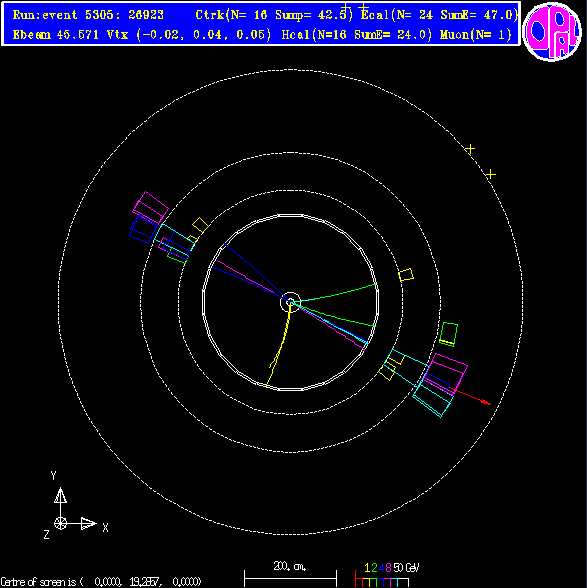 Run:event 5305: 26923 Ctrk(N= 16 Sump= 42.5) Ecal(N= 24 SumE= 47.0)
Ebeam 46.571 Vtx (-0.02, 0.04, 0.05) Hcal(N=16 SumE= 24.0) Muon(N= 1)
OPAL
Y
X
Z
200. cm.
1 2 4 8 50 GeV
Centre of screen is ( 0.0000, 19.2857, 0.0000)